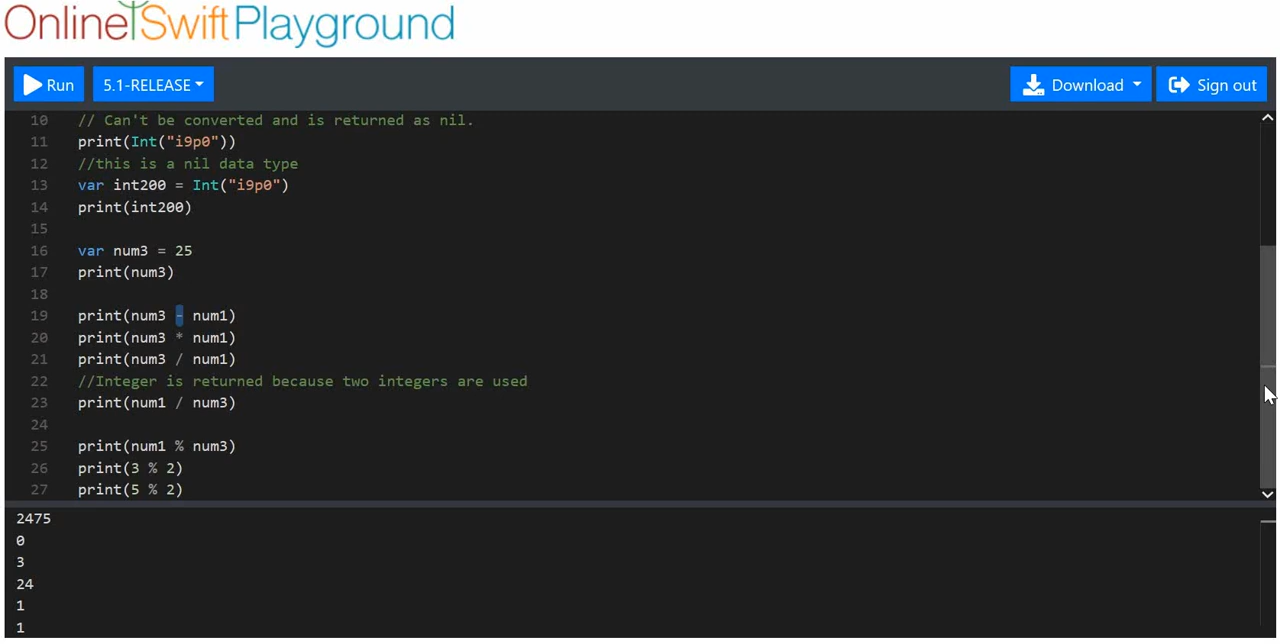 Online Swift Playground
Run 5.1-RELEASE Download Sign out
10 // Can't be converted and is returned as nil.
11 print(Int("i9p0"))
12 //this is a nil data type
13 var int200 = Int("i9p0")
14 print(int200)
15
16 var num3 = 25
17 print(num3)
18
19 print(num3 - num1)
20 print(num3 * num1)
21 print(num3 / num1)
22 //Integer is returned because two integers are used
23 print(num1 / num3)
24
25 print(num1 % num3)
26 print(3 % 2)
27 print(5 % 2)
2475
0
3
24
1
1